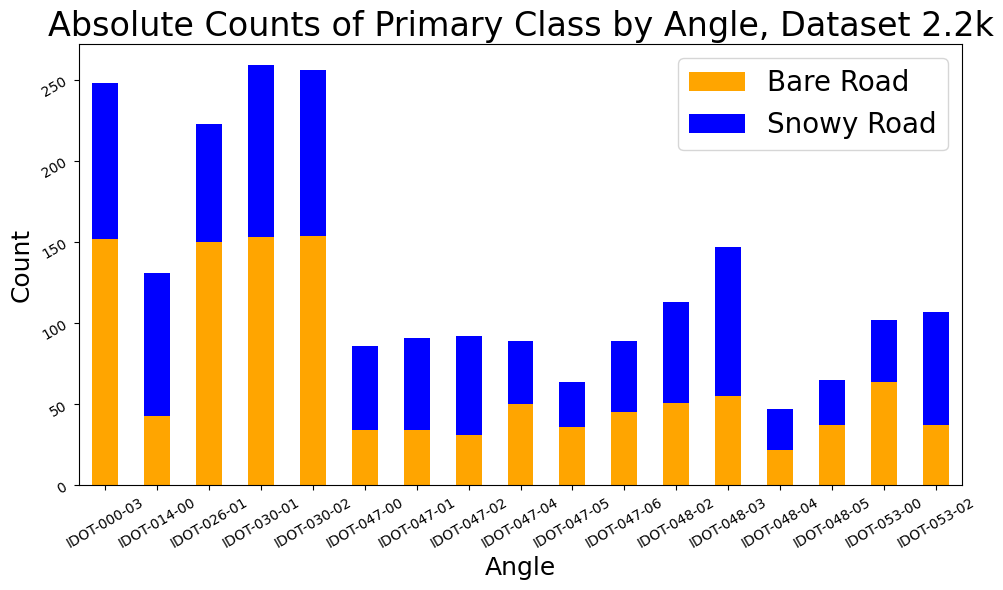 Absolute Counts of Primary Class by Angle, Dataset 2.2k
Bare Road
Snowy Road
Count
250
200
150
100
50
0
IDOT-000-03
IDOT-014-00
IDOT-026-01
IDOT-030-01
IDOT-030-02
IDOT-047-00
IDOT-047-01
IDOT-047-02
IDOT-047-04
IDOT-047-05
IDOT-047-06
IDOT-048-02
IDOT-048-03
IDOT-048-04
IDOT-048-05
IDOT-053-00
IDOT-053-02
Angle